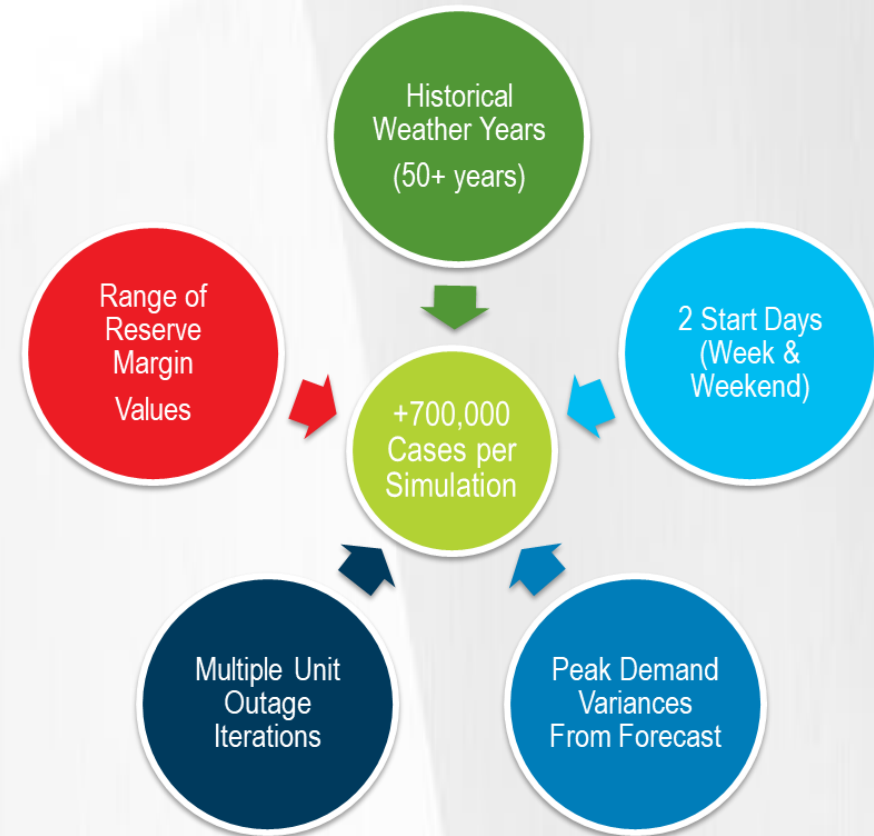 Historical
Weather Years
(50+ years)
Range of
Reserve
Margin
Values
2 Start Days
(Week &
Weekend)
+700,000
Cases per
Simulation
Multiple Unit
Outage
Iterations
Peak Demand
Variances
From Forecast